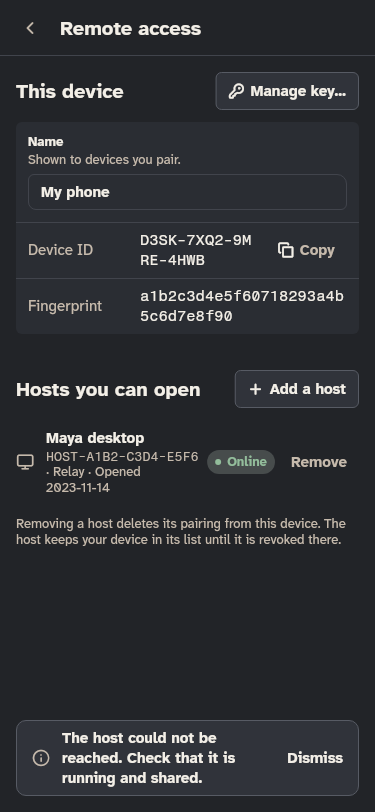 Remote access
This device
Manage key...
Name
Shown to devices you pair.
My phone
Device ID
D3SK-7XQ2-9M
RE-4HWB
Copy
Fingerprint
a1b2c3d4e5f60718293a4b
5c6d7e8f90
Hosts you can open
Add a host
Maya desktop
HOST-A1B2-C3D4-E5F6
· Relay · Opened
2023-11-14
Online
Remove
Removing a host deletes its pairing from this device. The
host keeps your device in its list until it is revoked there.
The host could not be
reached. Check that it is
running and shared.
Dismiss